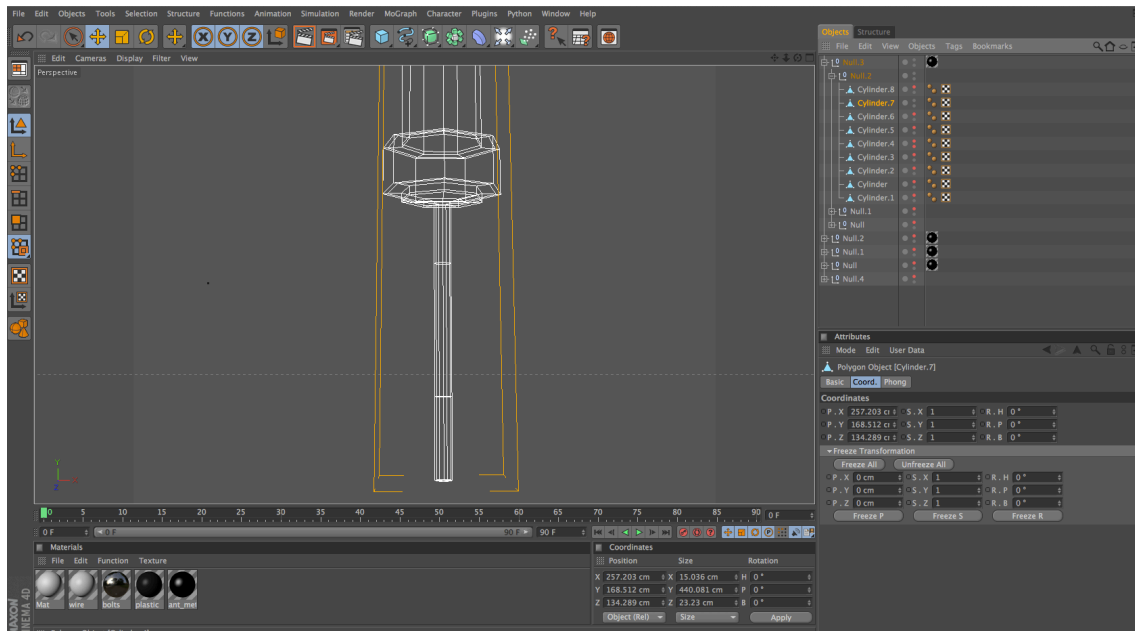 File Edit Objects Tools Selection Structure Functions Animation Simulation Render MoGraph Character Plugins Python Window Help
Edit Cameras Display Filter View
Perspective
Y
X
Z
0 5 10 15 20 25 30 35 40 45 50 55 60 65 70 75 80 85 90 0 F
0 F 0 F 90 F 90 F
Materials
File Edit Function Texture
Mat wire bolts plastic ant_met
MAXON
CINEMA 4D
Coordinates
Position Size Rotation
X 257.203 cm X 15.036 cm H 0 °
Y 168.512 cm Y 440.081 cm P 0 °
Z 134.289 cm Z 23.23 cm B 0 °
Object (Rel) Size Apply
Objects Structure
File Edit View Objects Tags Bookmarks
Null.3
Null.2
Cylinder.8
Cylinder.7
Cylinder.6
Cylinder.5
Cylinder.4
Cylinder.3
Cylinder.2
Cylinder
Cylinder.1
Null.1
Null
Null.2
Null.1
Null
Null.4
Attributes
Mode Edit User Data
Polygon Object [Cylinder.7]
Basic Coord. Phong
Coordinates
P . X 257.203 cm S . X 1 R . H 0 °
P . Y 168.512 cm S . Y 1 R . P 0 °
P . Z 134.289 cm S . Z 1 R . B 0 °
Freeze Transformation
Freeze All Unfreeze All
P . X 0 cm S . X 1 R . H 0 °
P . Y 0 cm S . Y 1 R . P 0 °
P . Z 0 cm S . Z 1 R . B 0 °
Freeze P Freeze S Freeze R